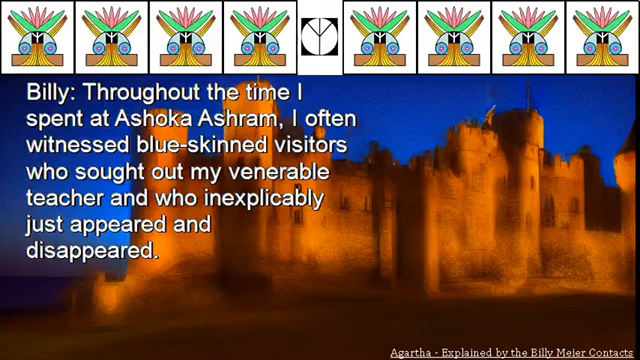 Billy: Throughout the time I
spent at Ashoka Ashram, I often
witnessed blue-skinned visitors
who sought out my venerable
teacher and who inexplicably
just appeared and
disappeared.
Agartha - Explained by the Billy Meier Contacts